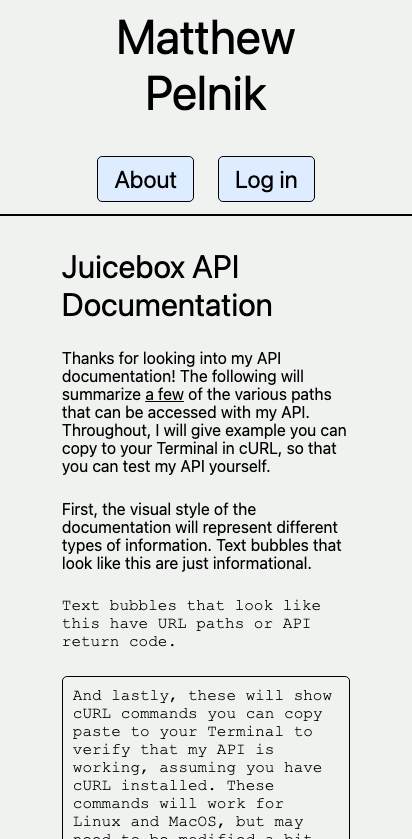 Matthew
Pelnik
About
Log in
Juicebox API
Documentation
Thanks for looking into my API
documentation! The following will
summarize a few of the various paths
that can be accessed with my API.
Throughout, I will give example you can
copy to your Terminal in cURL, so that
you can test my API yourself.
First, the visual style of the
documentation will represent different
types of information. Text bubbles that
look like this are just informational.
Text bubbles that look like
this have URL paths or API
return code.
And lastly, these will show
cURL commands you can copy
paste to your Terminal to
verify that my API is
working, assuming you have
cURL installed. These
commands will work for
Linux and MacOS, but may
need to be modified a bit